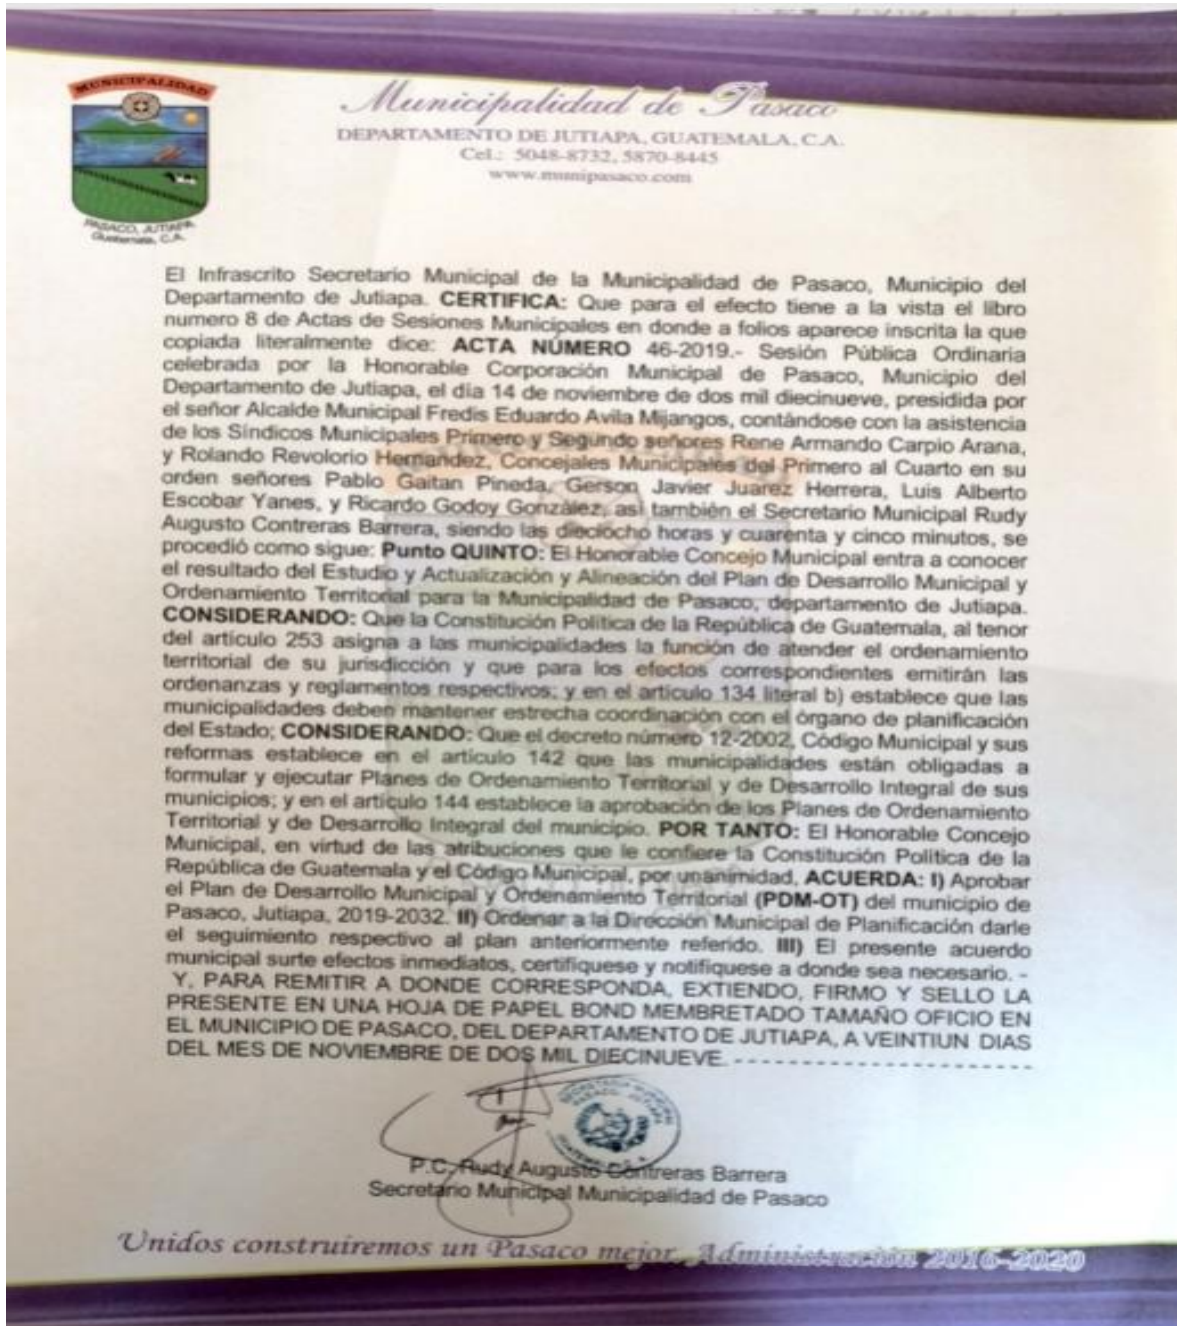 MUNICIPALIDAD
PASACO, JUTIAPA
Guatemala, C.A.
Municipalidad de Pasaco
DEPARTAMENTO DE JUTIAPA, GUATEMALA, C.A.
Cel.: 5048-8732, 5870-8445
www.munipasaco.com
El Infrascrito Secretario Municipal de la Municipalidad de Pasaco, Municipio del
Departamento de Jutiapa. CERTIFICA: Que para el efecto tiene a la vista el libro
numero 8 de Actas de Sesiones Municipales en donde a folios aparece inscrita la que
copiada literalmente dice: ACTA NÚMERO 46-2019.- Sesión Pública Ordinaria
celebrada por la Honorable Corporación Municipal de Pasaco, Municipio del
Departamento de Jutiapa, el día 14 de noviembre de dos mil diecinueve, presidida por
el señor Alcalde Municipal Fredis Eduardo Avila Mijangos, contándose con la asistencia
de los Síndicos Municipales Primero y Segundo señores Rene Armando Carpio Arana,
y Rolando Revolorio Hernandez, Concejales Municipales del Primero al Cuarto en su
orden señores Pablo Gaitan Pineda, Gerson Javier Juarez Herrera, Luis Alberto
Escobar Yanes, y Ricardo Godoy González, así también el Secretario Municipal Rudy
Augusto Contreras Barrera, siendo las dieciocho horas y cuarenta y cinco minutos, se
procedió como sigue: Punto QUINTO: El Honorable Concejo Municipal entra a conocer
el resultado del Estudio y Actualización y Alineación del Plan de Desarrollo Municipal y
Ordenamiento Territorial para la Municipalidad de Pasaco, departamento de Jutiapa.
CONSIDERANDO: Que la Constitución Política de la República de Guatemala, al tenor
del artículo 253 asigna a las municipalidades la función de atender el ordenamiento
territorial de su jurisdicción y que para los efectos correspondientes emitirán las
ordenanzas y reglamentos respectivos; y en el artículo 134 literal b) establece que las
municipalidades deben mantener estrecha coordinación con el órgano de planificación
del Estado; CONSIDERANDO: Que el decreto número 12-2002, Código Municipal y sus
reformas establece en el artículo 142 que las municipalidades están obligadas a
formular y ejecutar Planes de Ordenamiento Territorial y de Desarrollo Integral de sus
municipios; y en el artículo 144 establece la aprobación de los Planes de Ordenamiento
Territorial y de Desarrollo Integral del municipio. POR TANTO: El Honorable Concejo
Municipal, en virtud de las atribuciones que le confiere la Constitución Política de la
República de Guatemala y el Código Municipal, por unanimidad, ACUERDA: I) Aprobar
el Plan de Desarrollo Municipal y Ordenamiento Territorial (PDM-OT) del municipio de
Pasaco, Jutiapa, 2019-2032. II) Ordenar a la Dirección Municipal de Planificación darle
el seguimiento respectivo al plan anteriormente referido. III) El presente acuerdo
municipal surte efectos inmediatos, certifíquese y notifíquese a donde sea necesario. -
Y, PARA REMITIR A DONDE CORRESPONDA, EXTIENDO, FIRMO Y SELLO LA
PRESENTE EN UNA HOJA DE PAPEL BOND MEMBRETADO TAMAÑO OFICIO EN
EL MUNICIPIO DE PASACO, DEL DEPARTAMENTO DE JUTIAPA, A VEINTIUN DIAS
DEL MES DE NOVIEMBRE DE DOS MIL DIECINUEVE. - - - - - - - - - - - - - - - - - - - - - - -
SECRETARIA MUNICIPAL
PASACO, JUTIAPA
P.C. Rudy Augusto Contreras Barrera
Secretario Municipal Municipalidad de Pasaco
Unidos construiremos un Pasaco mejor, Administración 2016-2020